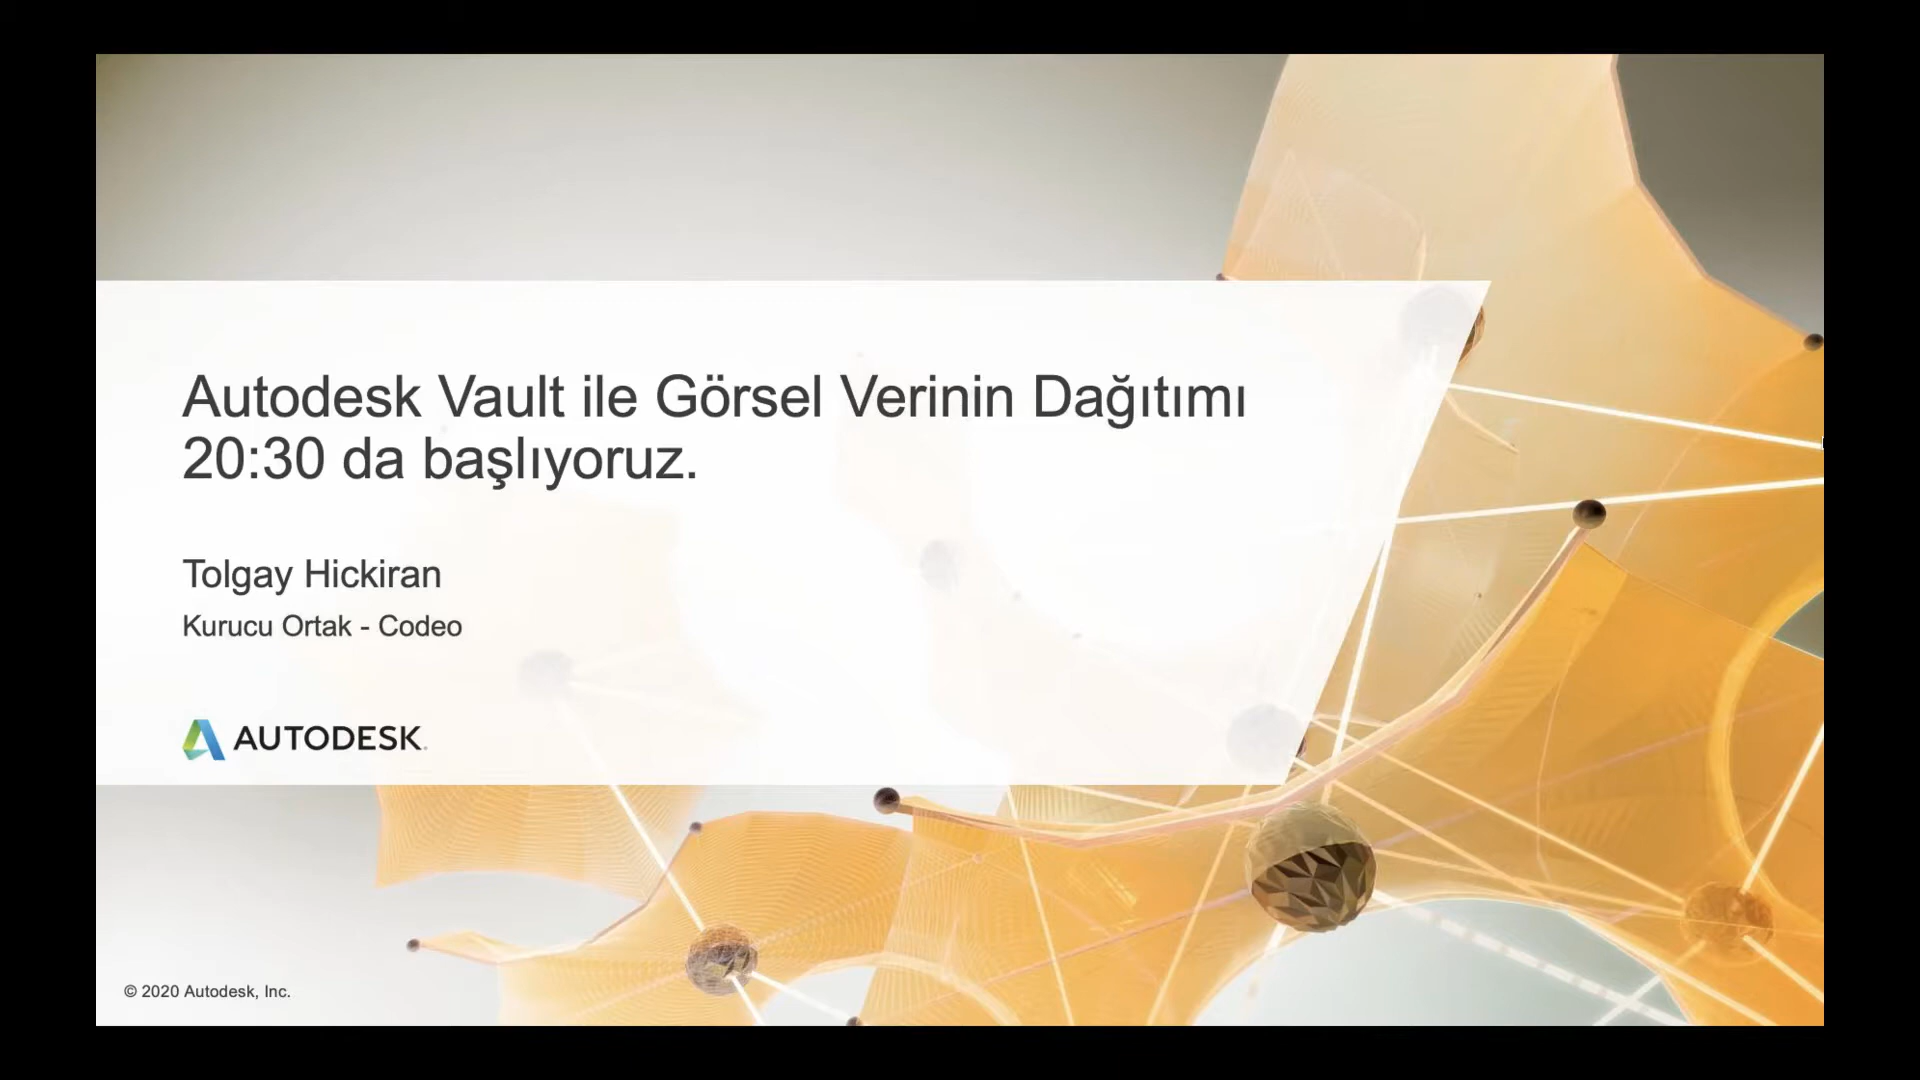 Autodesk Vault ile Görsel Verinin Dağıtımı
20:30 da başlıyoruz.
Tolgay Hickiran
Kurucu Ortak - Codeo
AUTODESK.
© 2020 Autodesk, Inc.